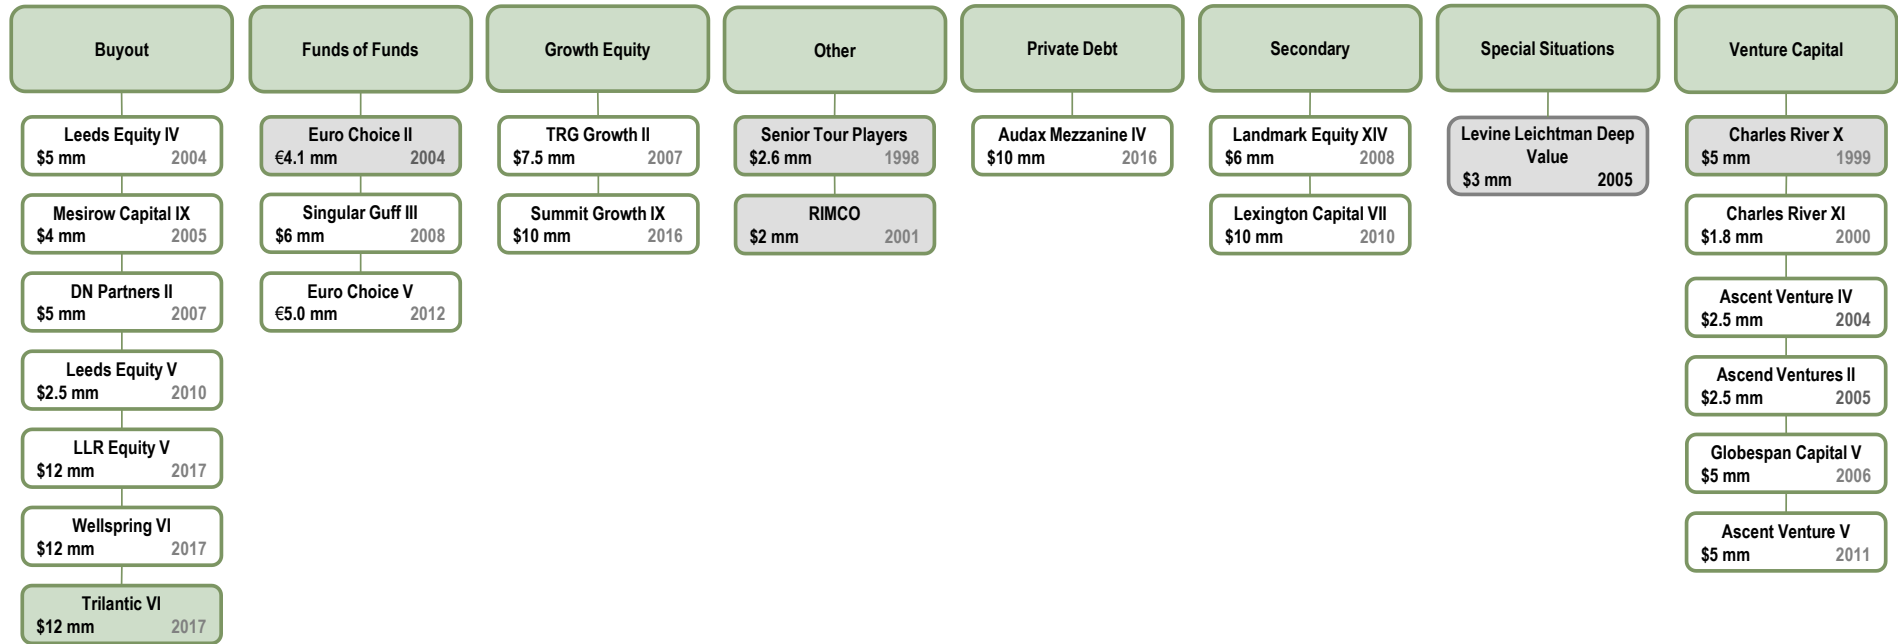 Buyout
Leeds Equity IV
$5 mm 2004
Mesirow Capital IX
$4 mm 2005
DN Partners II
$5 mm 2007
Leeds Equity V
$2.5 mm 2010
LLR Equity V
$12 mm 2017
Wellspring VI
$12 mm 2017
Trilantic VI
$12 mm 2017
Funds of Funds
Euro Choice II
€4.1 mm 2004
Singular Guff III
$6 mm 2008
Euro Choice V
€5.0 mm 2012
Growth Equity
TRG Growth II
$7.5 mm 2007
Summit Growth IX
$10 mm 2016
Other
Senior Tour Players
$2.6 mm 1998
RIMCO
$2 mm 2001
Private Debt
Audax Mezzanine IV
$10 mm 2016
Secondary
Landmark Equity XIV
$6 mm 2008
Lexington Capital VII
$10 mm 2010
Special Situations
Levine Leichtman Deep
Value
$3 mm 2005
Venture Capital
Charles River X
$5 mm 1999
Charles River XI
$1.8 mm 2000
Ascent Venture IV
$2.5 mm 2004
Ascend Ventures II
$2.5 mm 2005
Globespan Capital V
$5 mm 2006
Ascent Venture V
$5 mm 2011